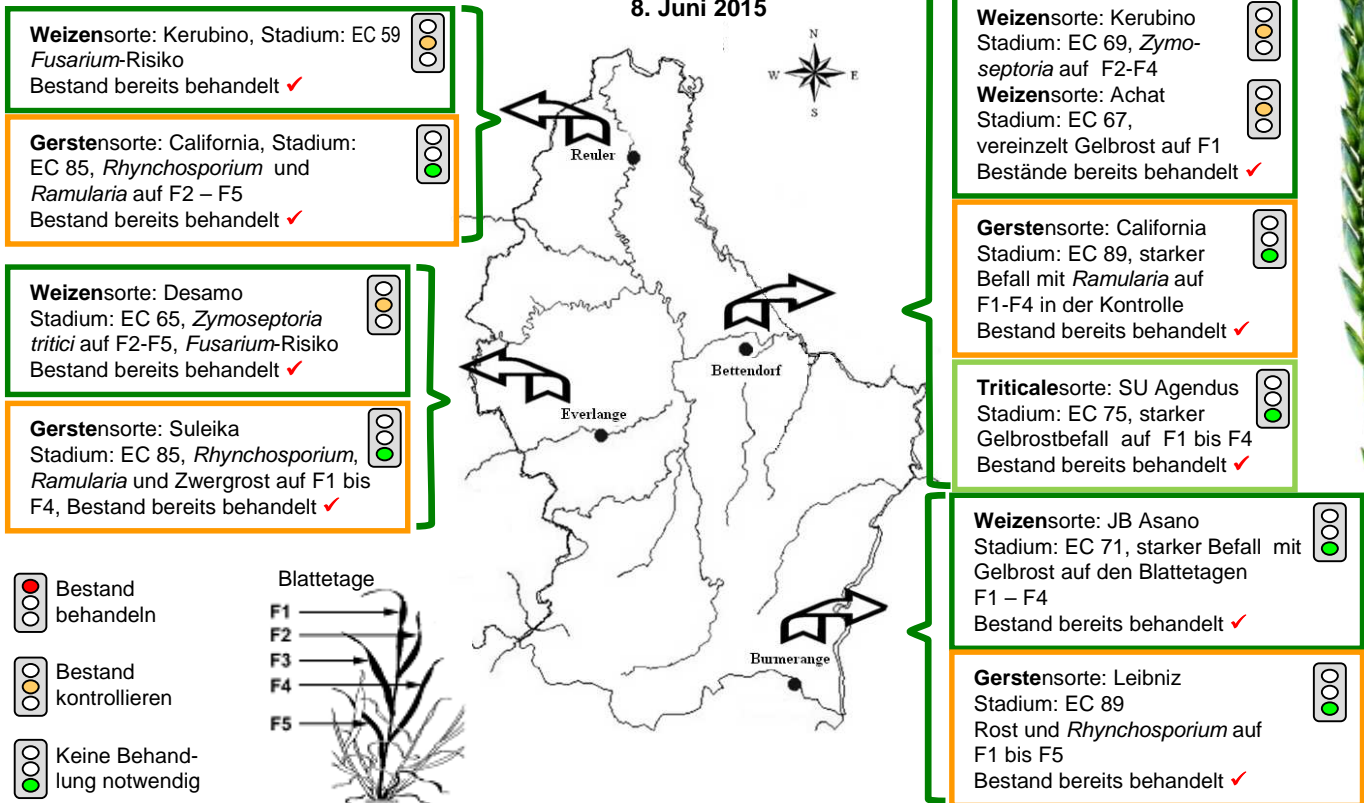 8. Juni 2015
Weizensorte: Kerubino, Stadium: EC 59
Fusarium-Risiko
Bestand bereits behandelt ✓
Gerstensorte: California, Stadium:
EC 85, Rhynchosporium und
Ramularia auf F2 – F5
Bestand bereits behandelt ✓
Weizensorte: Desamo
Stadium: EC 65, Zymoseptoria
tritici auf F2-F5, Fusarium-Risiko
Bestand bereits behandelt ✓
Gerstensorte: Suleika
Stadium: EC 85, Rhynchosporium,
Ramularia und Zwergrost auf F1 bis
F4, Bestand bereits behandelt ✓
Bestand
behandeln
Bestand
kontrollieren
Keine Behand-
lung notwendig
Blattetage
F1
F2
F3
F4
F5
N
W
E
S
Reuler
Bettendorf
Everlange
Burmerange
Weizensorte: Kerubino
Stadium: EC 69, Zymo-
septoria auf F2-F4
Weizensorte: Achat
Stadium: EC 67,
vereinzelt Gelbrost auf F1
Bestände bereits behandelt ✓
Gerstensorte: California
Stadium: EC 89, starker
Befall mit Ramularia auf
F1-F4 in der Kontrolle
Bestand bereits behandelt ✓
Triticalesorte: SU Agendus
Stadium: EC 75, starker
Gelbrostbefall auf F1 bis F4
Bestand bereits behandelt ✓
Weizensorte: JB Asano
Stadium: EC 71, starker Befall mit
Gelbrost auf den Blattetagen
F1 – F4
Bestand bereits behandelt ✓
Gerstensorte: Leibniz
Stadium: EC 89
Rost und Rhynchosporium auf
F1 bis F5
Bestand bereits behandelt ✓